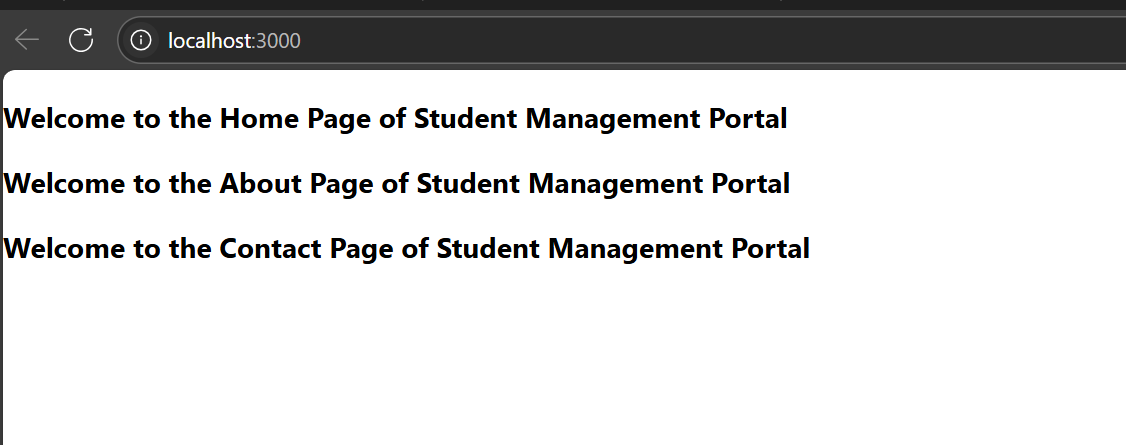 localhost:3000
Welcome to the Home Page of Student Management Portal
Welcome to the About Page of Student Management Portal
Welcome to the Contact Page of Student Management Portal